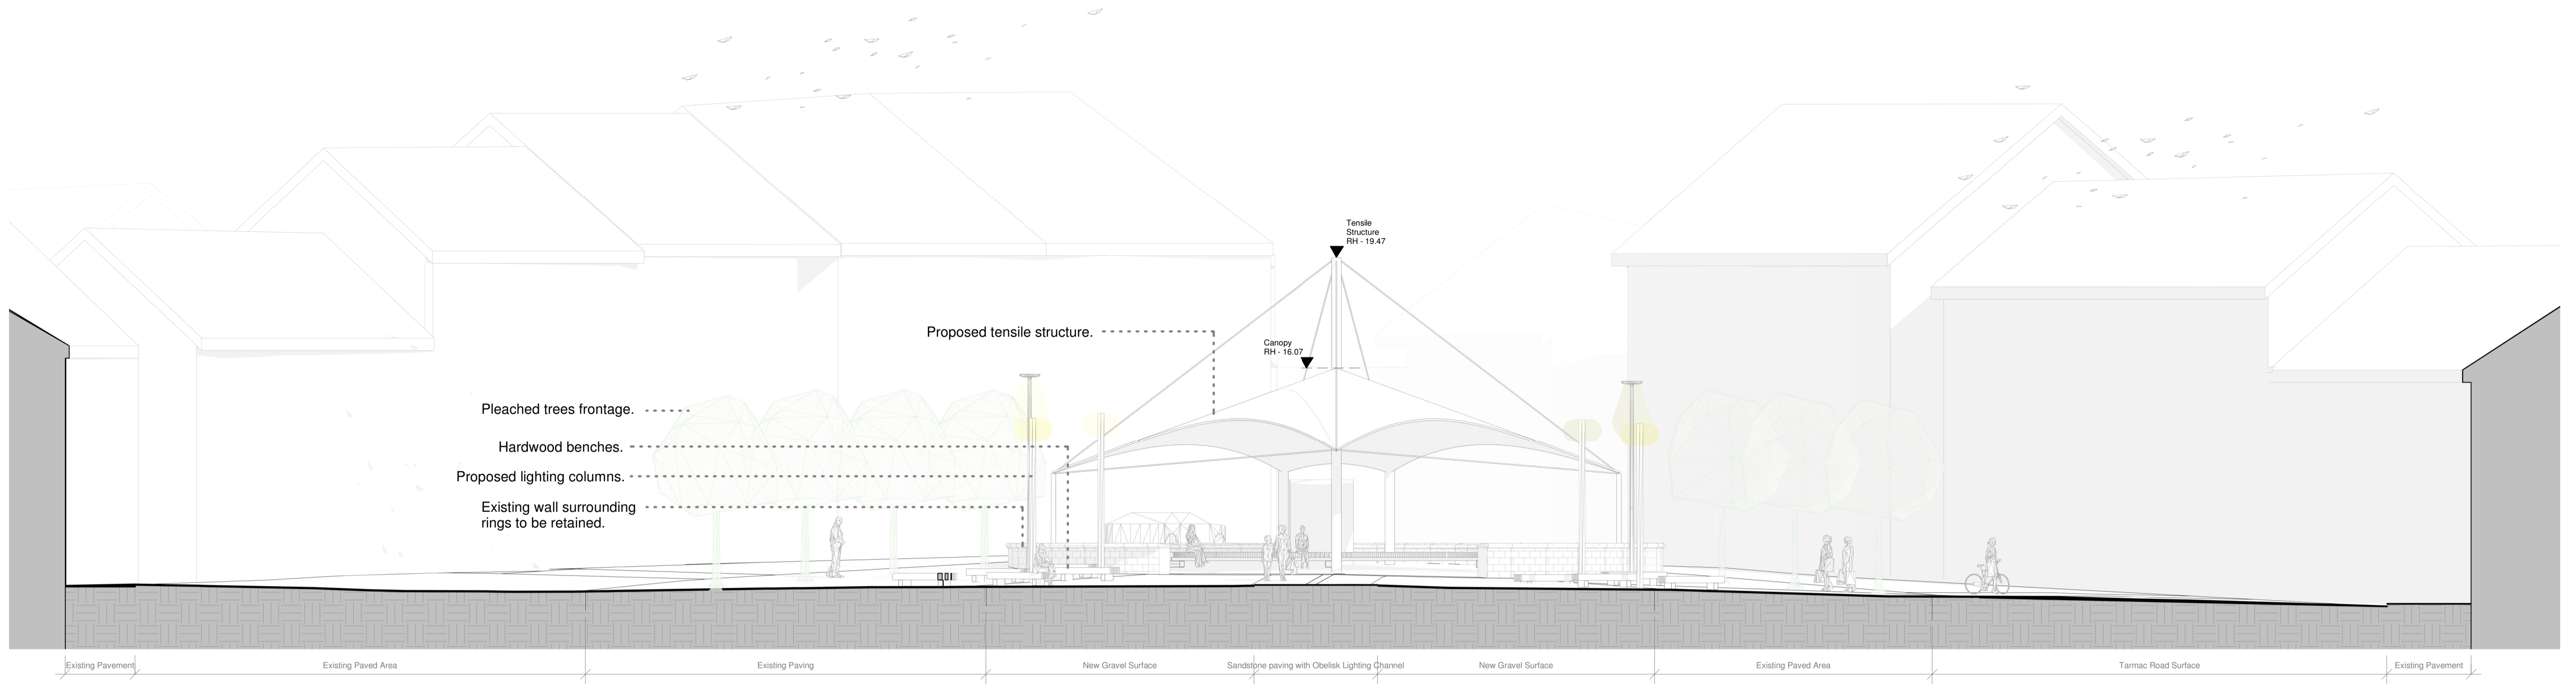 Tensile
Structure
RH - 19.47
Proposed tensile structure.
Canopy
RH - 16.07
Pleached trees frontage.
Hardwood benches.
Proposed lighting columns.
Existing wall surrounding
rings to be retained.
Existing Pavement
Existing Paved Area
Existing Paving
New Gravel Surface
Sandstone paving with Obelisk Lighting Channel
New Gravel Surface
Existing Paved Area
Tarmac Road Surface
Existing Pavement